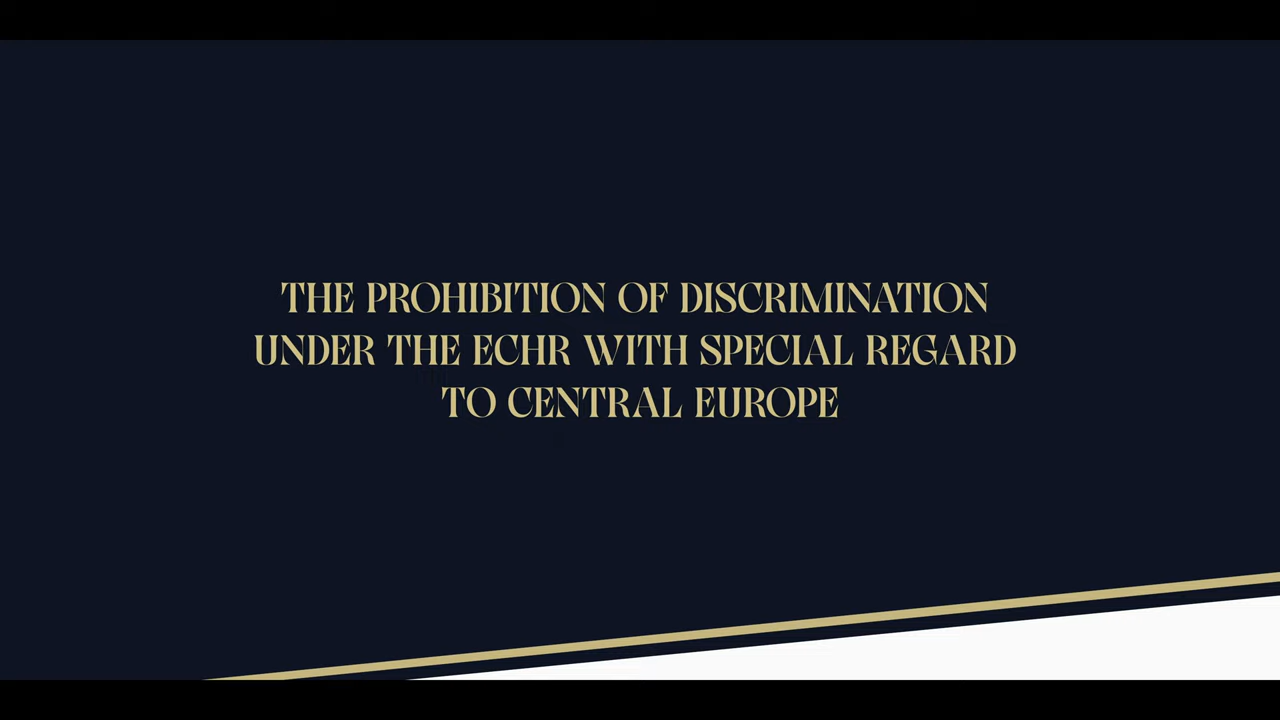 THE PROHIBITION OF DISCRIMINATION
UNDER THE ECHR WITH SPECIAL REGARD
TO CENTRAL EUROPE